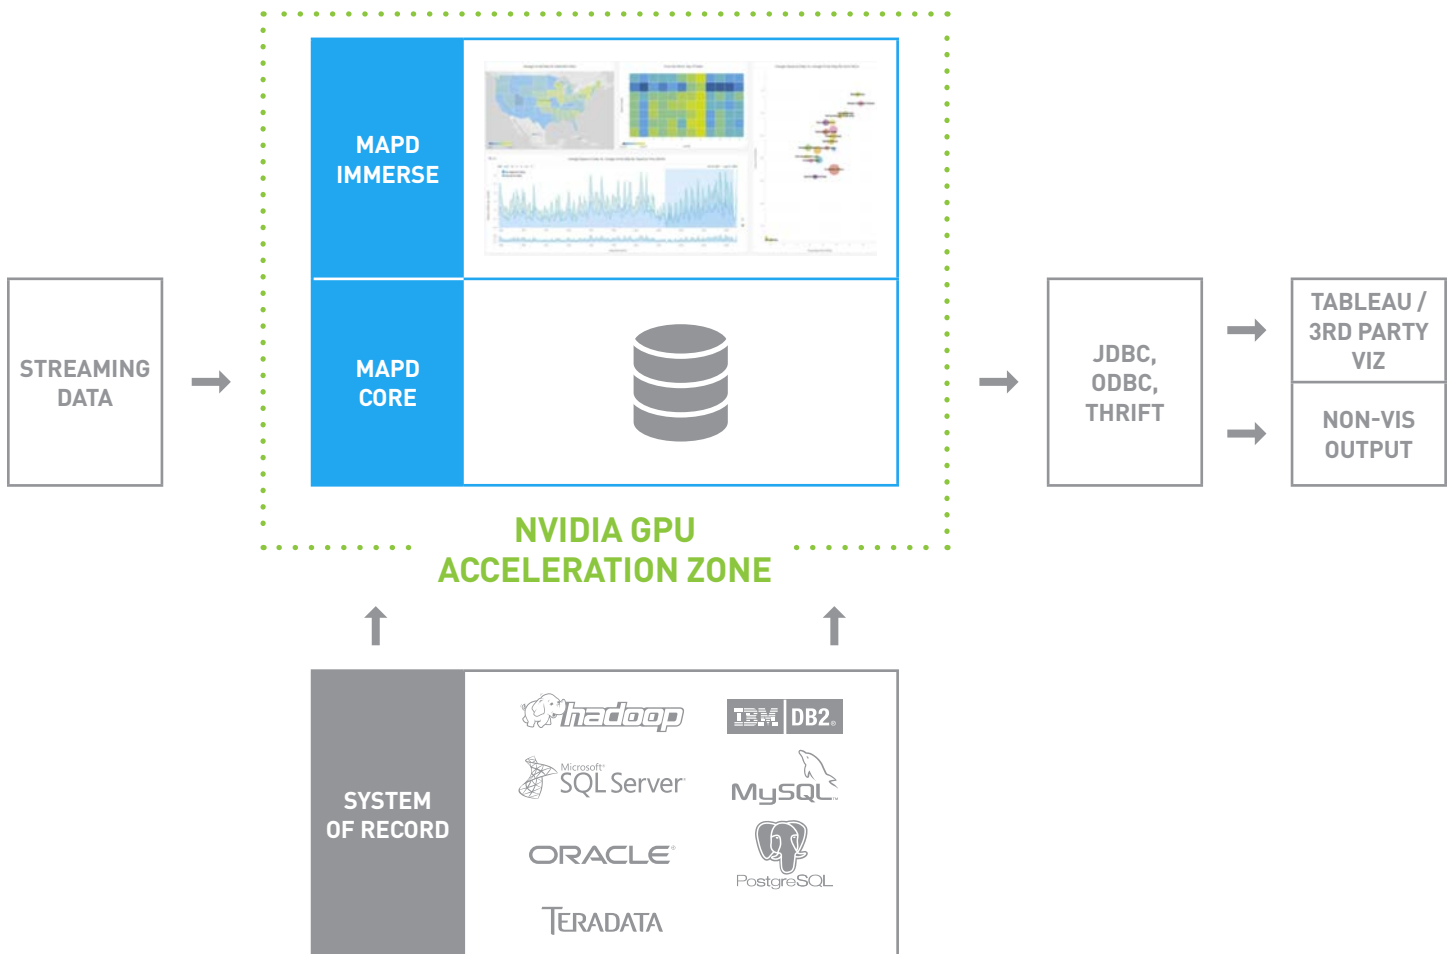 MAPD
IMMERSE
STREAMING
DATA
MAPD
CORE
JDBC,
ODBC,
THRIFT
TABLEAU /
3RD PARTY
VIZ
NON-VIS
OUTPUT
NVIDIA GPU
ACCELERATION ZONE
SYSTEM
OF RECORD
hadoop
IBM DB2®
Microsoft®
SQL Server
MySQL™
ORACLE®
PostgreSQL
TERADATA